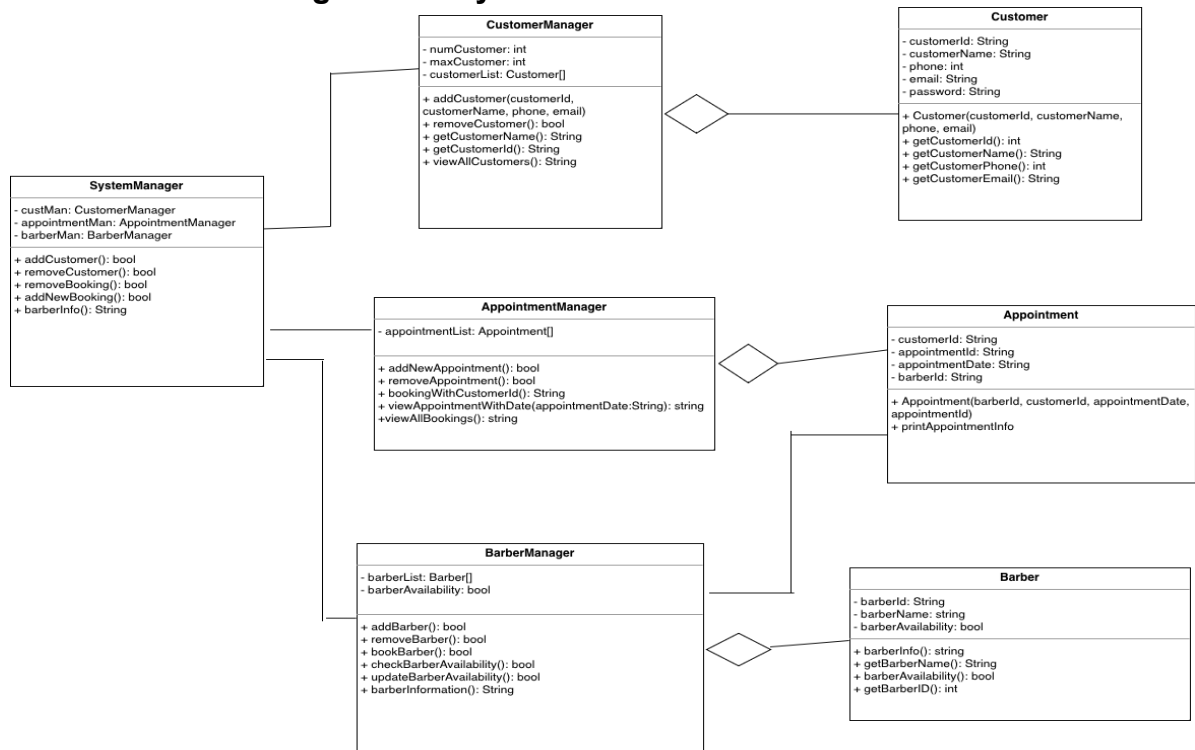 CustomerManager
- numCustomer: int
- maxCustomer: int
- customerList: Customer[]
+ addCustomer(customerId,
customerName, phone, email)
+ removeCustomer(): bool
+ getCustomerName(): String
+ getCustomerId(): String
+ viewAllCustomers(): String
Customer
- customerId: String
- customerName: String
- phone: int
- email: String
- password: String
+ Customer(customerId, customerName,
phone, email)
+ getCustomerId(): int
+ getCustomerName(): String
+ getCustomerPhone(): int
+ getCustomerEmail(): String
SystemManager
- custMan: CustomerManager
- appointmentMan: AppointmentManager
- barberMan: BarberManager
+ addCustomer(): bool
+ removeCustomer(): bool
+ removeBooking(): bool
+ addNewBooking(): bool
+ barberInfo(): String
AppointmentManager
- appointmentList: Appointment[]
+ addNewAppointment(): bool
+ removeAppointment(): bool
+ bookingWithCustomerId(): String
+ viewAppointmentWithDate(appointmentDate:String): string
+viewAllBookings(): string
Appointment
- customerId: String
- appointmentId: String
- appointmentDate: String
- barberId: String
+ Appointment(barberId, customerId, appointmentDate,
appointmentId)
+ printAppointmentInfo
BarberManager
- barberList: Barber[]
- barberAvailability: bool
+ addBarber(): bool
+ removeBarber(): bool
+ bookBarber(): bool
+ checkBarberAvailability(): bool
+ updateBarberAvailability(): bool
+ barberInformation(): String
Barber
- barberId: String
- barberName: string
- barberAvailability: bool
+ barberInfo(): string
+ getBarberName(): String
+ barberAvailability(): bool
+ getBarberID(): int